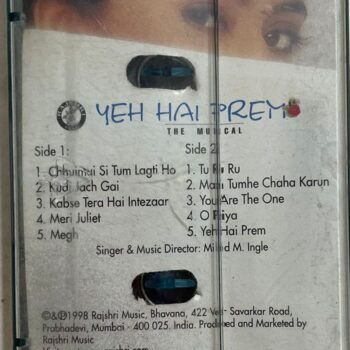 YEH HAI PREM
THE MUSICAL
Side 1:
1. Chhuimui Si Tum Lagti Ho
2. Kudi Jach Gai
3. Kabse Tera Hai Intezaar
4. Meri Juliet
5. Megh
Side 2
1. Tu Ru Ru
2. Main Tumhe Chaha Karun
3. You Are The One
4. O Priya
5. Yeh Hai Prem
Singer & Music Director: Milind M. Ingle
©&℗1998 Rajshri Music, Bhavana, 422 Veer Savarkar Road,
Prabhadevi, Mumbai - 400 025. India. Produced and Marketed by
Rajshri Music